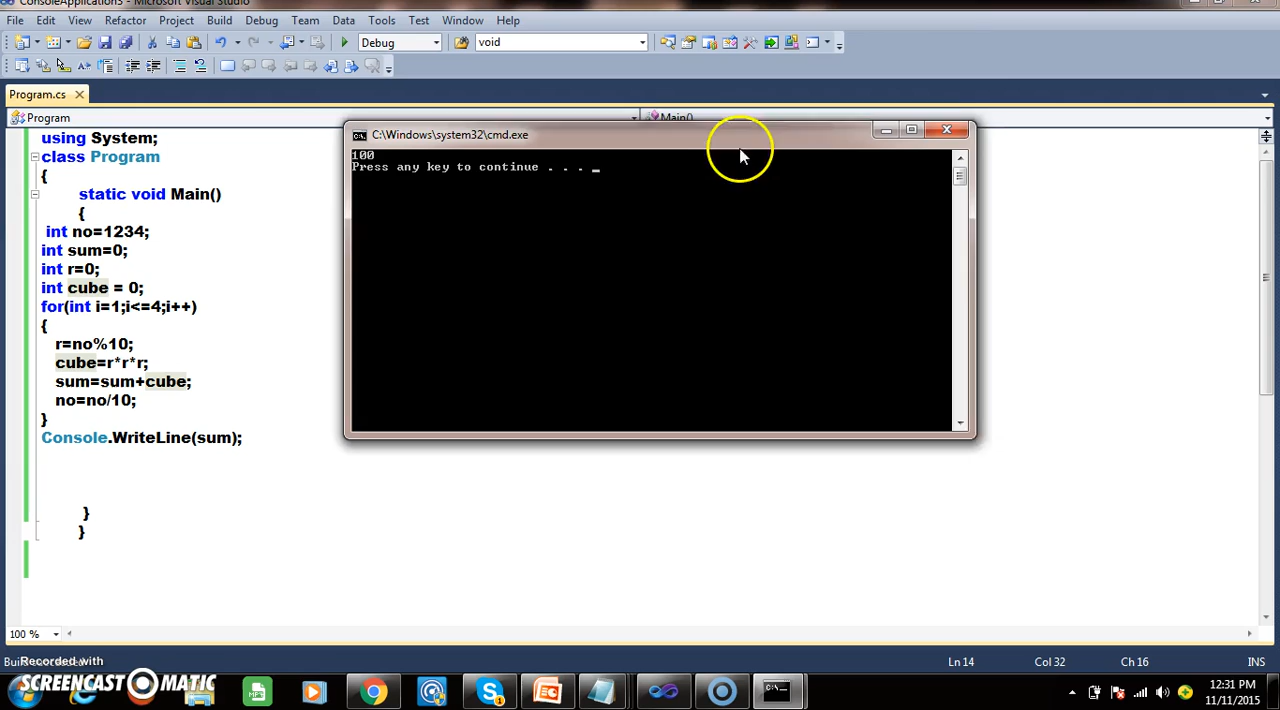 ConsoleApplication3 - Microsoft Visual Studio
File Edit View Refactor Project Build Debug Team Data Tools Test Window Help
Debug void
Program.cs
Program Main()
using System;
class Program
{
static void Main()
{
int no=1234;
int sum=0;
int r=0;
int cube = 0;
for(int i=1;i<=4;i++)
{
r=no%10;
cube=r*r*r;
sum=sum+cube;
no=no/10;
}
Console.WriteLine(sum);
}
}
C:\Windows\system32\cmd.exe
100
Press any key to continue . . . _
100 %
Ln 14 Col 32 Ch 16 INS
Recorded with
SCREENCAST MATIC
MP3
1
12:31 PM
11/11/2015